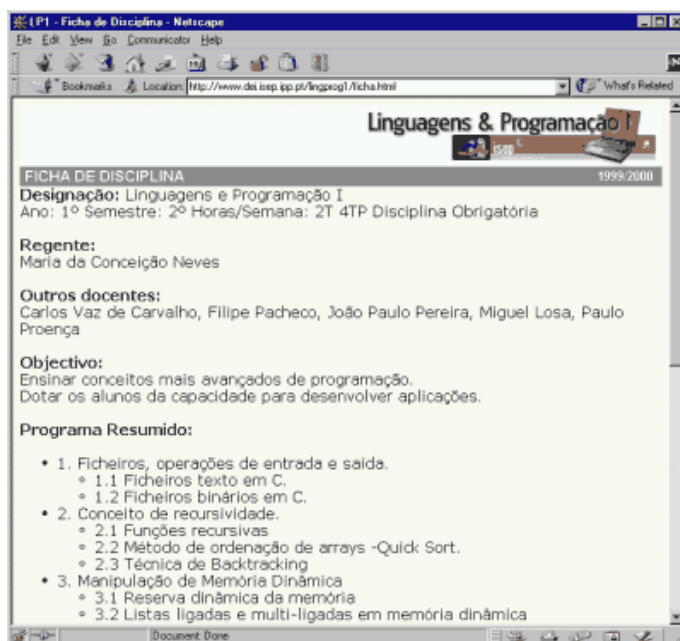 LP1 - Ficha de Disciplina - Netscape
File Edit View Go Communicator Help
Bookmarks Location: http://www.dei.isep.ipp.pt/lingprog1/ficha.html What's Related
Linguagens & Programação I
isep
FICHA DE DISCIPLINA 1999/2000
Designação: Linguagens e Programação I
Ano: 1º Semestre: 2º Horas/Semana: 2T 4TP Disciplina Obrigatória
Regente:
Maria da Conceição Neves
Outros docentes:
Carlos Vaz de Carvalho, Filipe Pacheco, João Paulo Pereira, Miguel Losa, Paulo
Proença
Objectivo:
Ensinar conceitos mais avançados de programação.
Dotar os alunos da capacidade para desenvolver aplicações.
Programa Resumido:
• 1. Ficheiros, operações de entrada e saída.
∘ 1.1 Ficheiros texto em C.
∘ 1.2 Ficheiros binários em C.
• 2. Conceito de recursividade.
∘ 2.1 Funções recursivas
∘ 2.2 Método de ordenação de arrays -Quick Sort.
∘ 2.3 Técnica de Backtracking
• 3. Manipulação de Memória Dinâmica
∘ 3.1 Reserva dinâmica da memória
∘ 3.2 Listas ligadas e multi-ligadas em memória dinâmica
Document Done